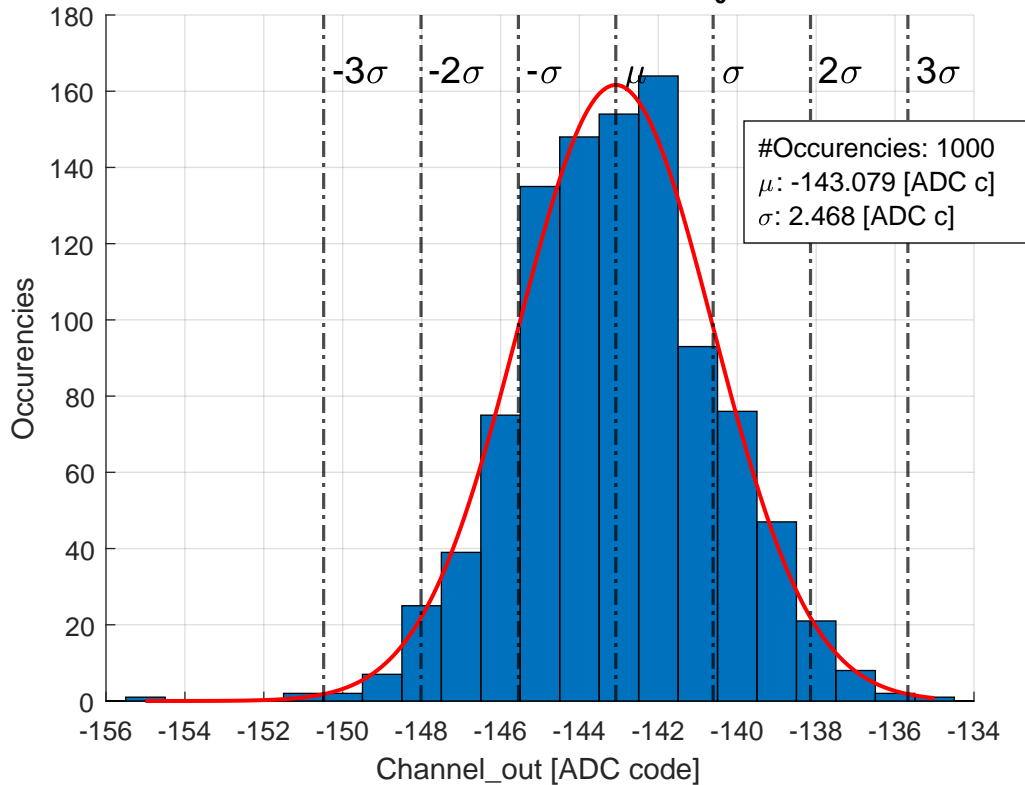 180
160
140
120
100
80
60
40
20
0
Occurencies
-3σ -2σ -σ μ σ 2σ 3σ
#Occurencies: 1000
μ: -143.079 [ADC c]
σ: 2.468 [ADC c]
-156 -154 -152 -150 -148 -146 -144 -142 -140 -138 -136 -134
Channel_out [ADC code]